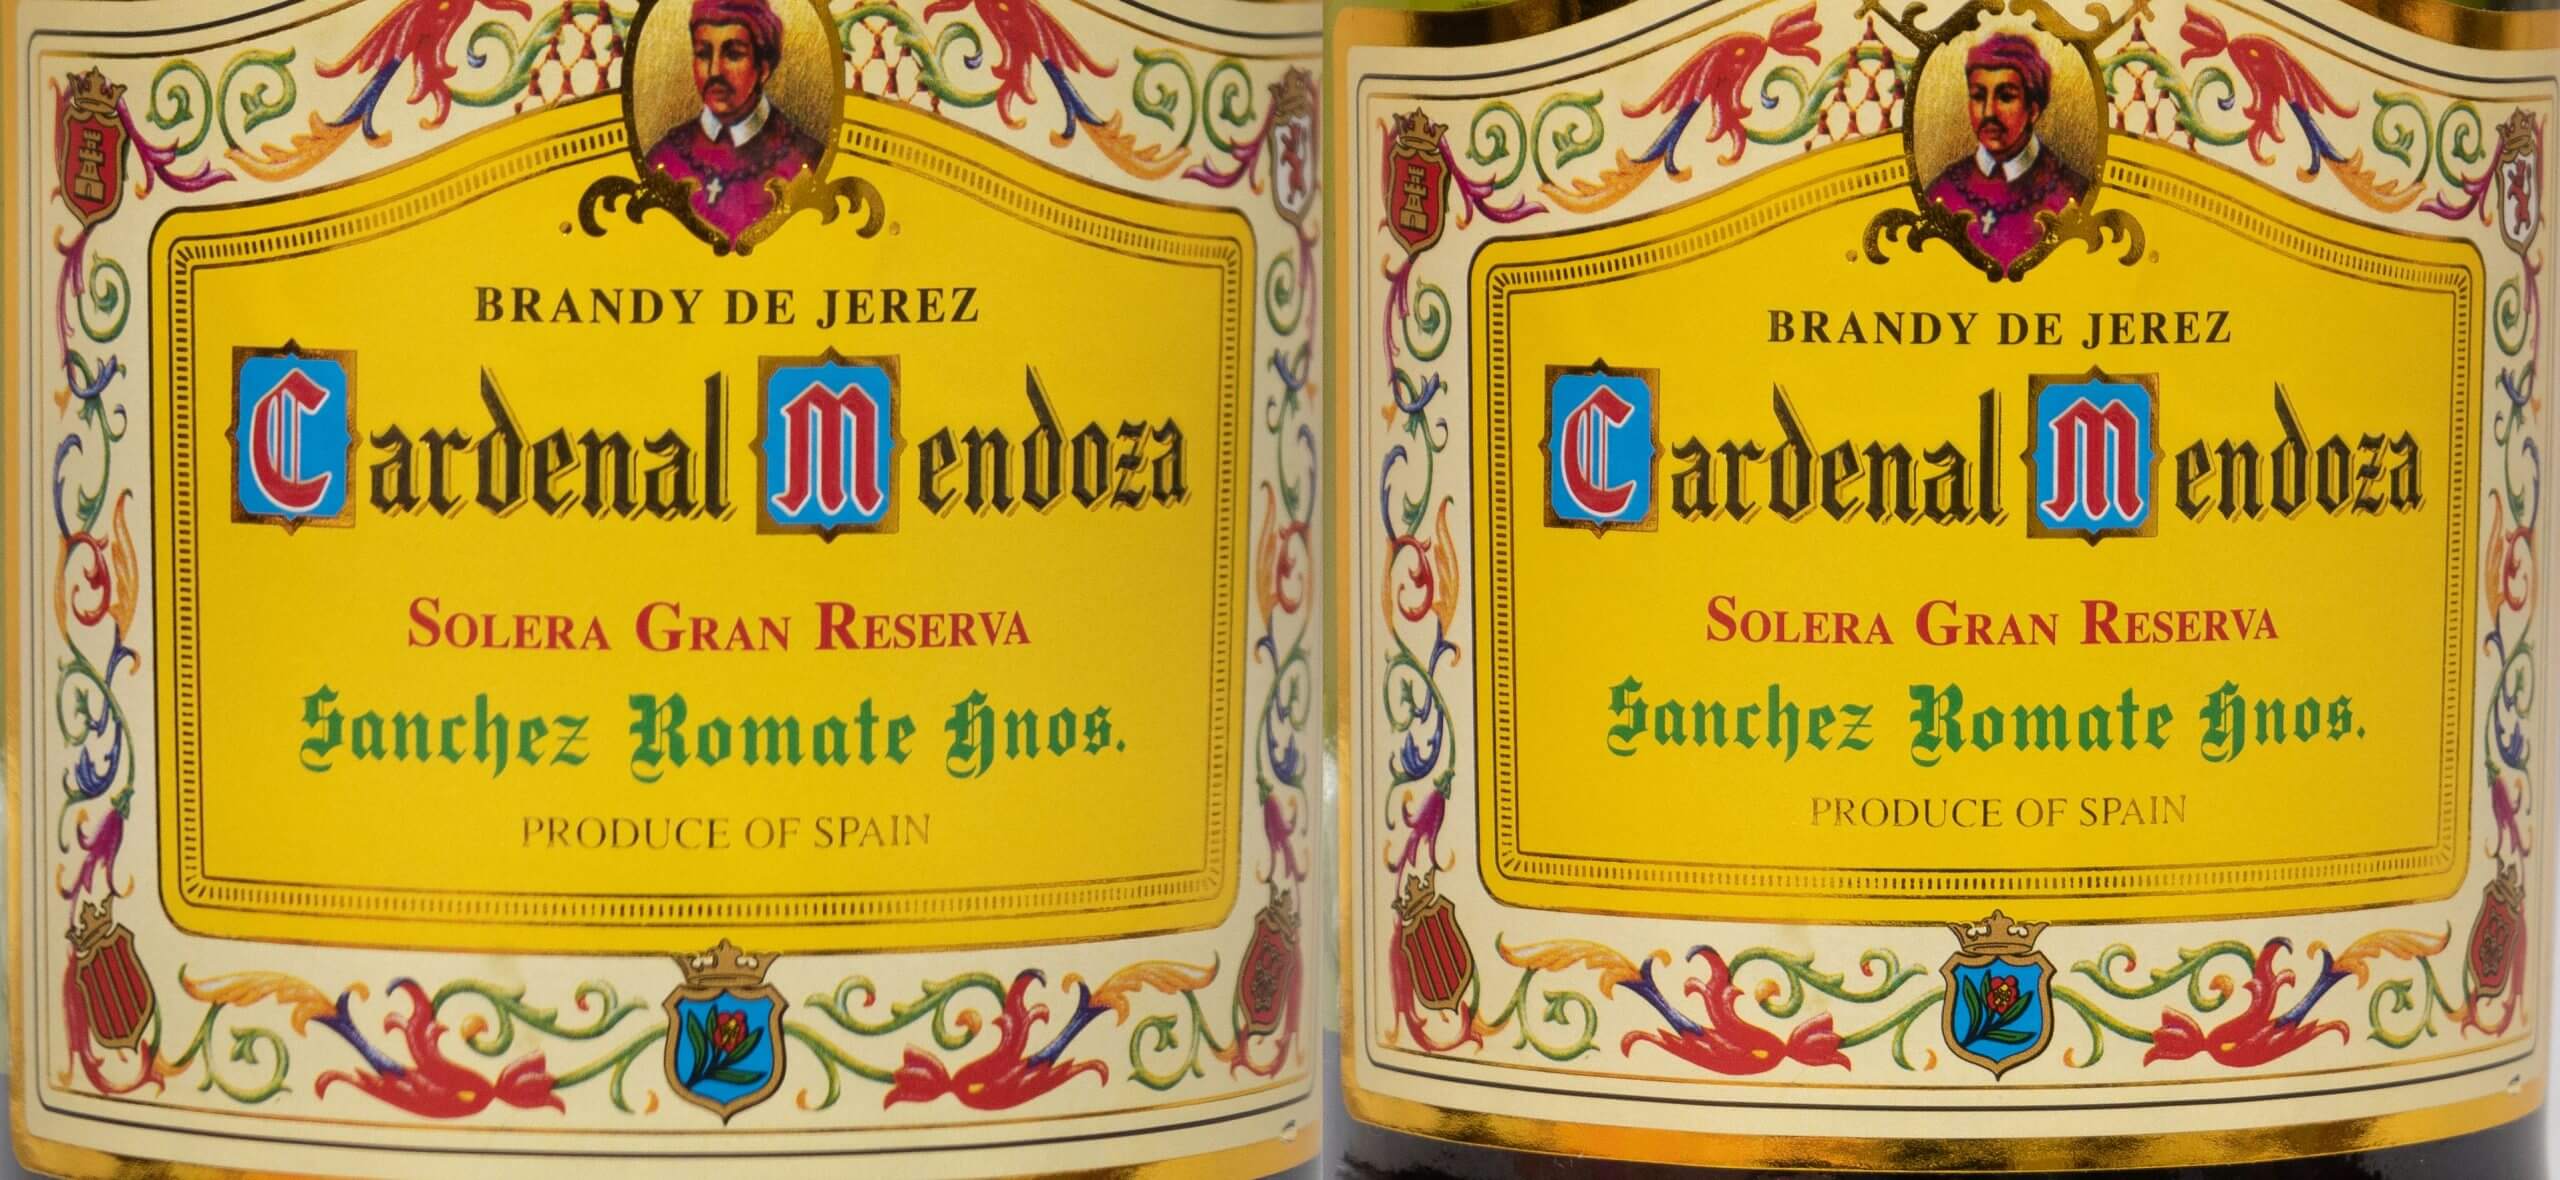 BRANDY DE JEREZ
Cardenal Mendoza
SOLERA GRAN RESERVA
Sanchez Romate Hnos.
PRODUCE OF SPAIN
BRANDY DE JEREZ
Cardenal Mendoza
SOLERA GRAN RESERVA
Sanchez Romate Hnos.
PRODUCE OF SPAIN